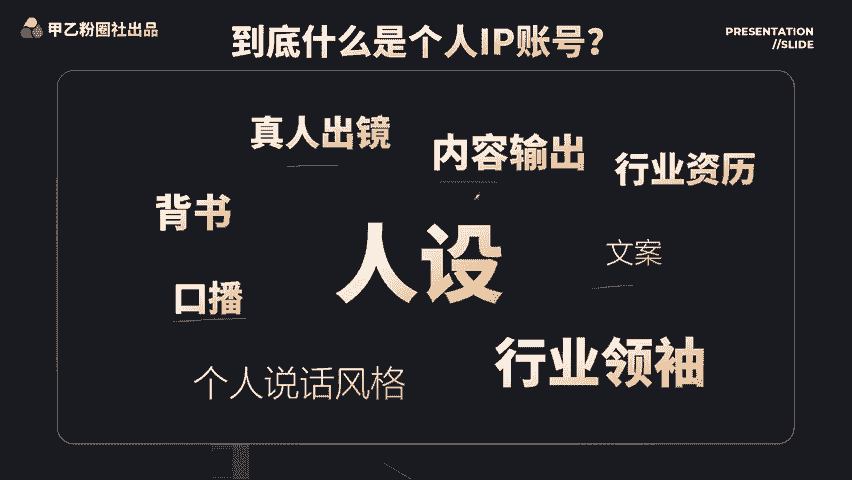 甲乙粉圈社出品
到底什么是个人IP账号?
PRESENTATION
//SLIDE
真人出镜
内容输出
行业资历
背书
人设
文案
口播
行业领袖
个人说话风格